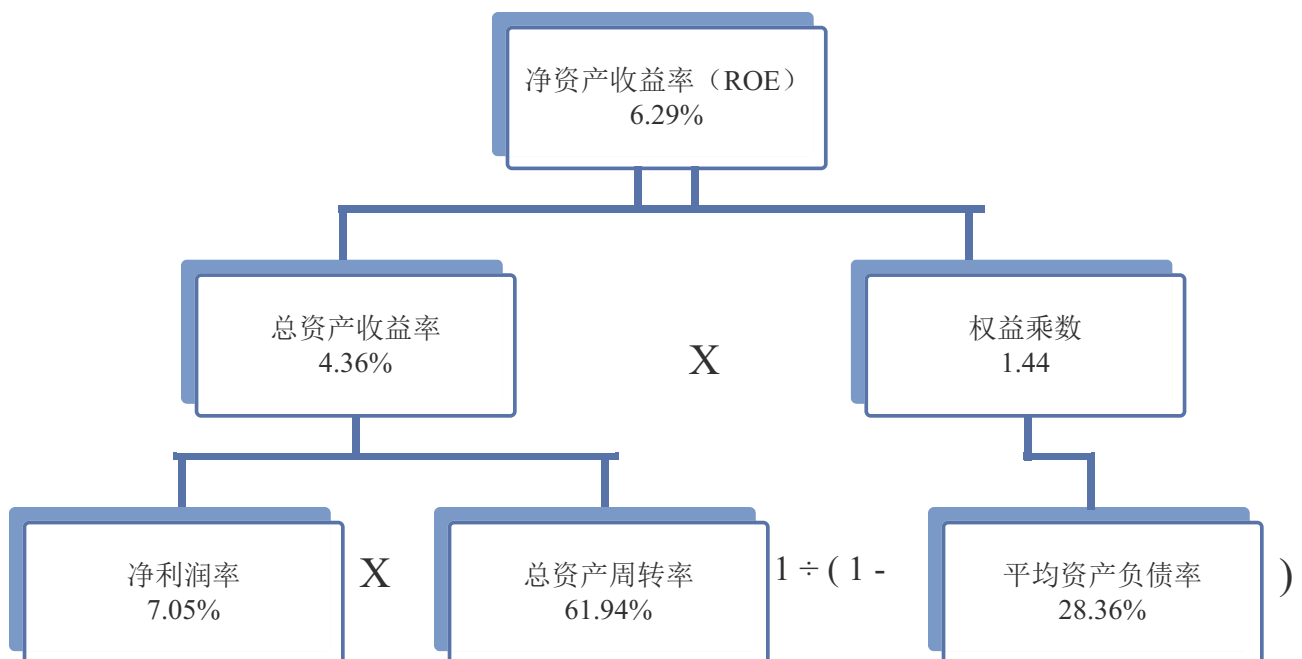 净资产收益率（ROE）
6.29%
总资产收益率
4.36%
X
权益乘数
1.44
净利润率
7.05%
X
总资产周转率
61.94%
1 ÷ ( 1 -
平均资产负债率
28.36%
)